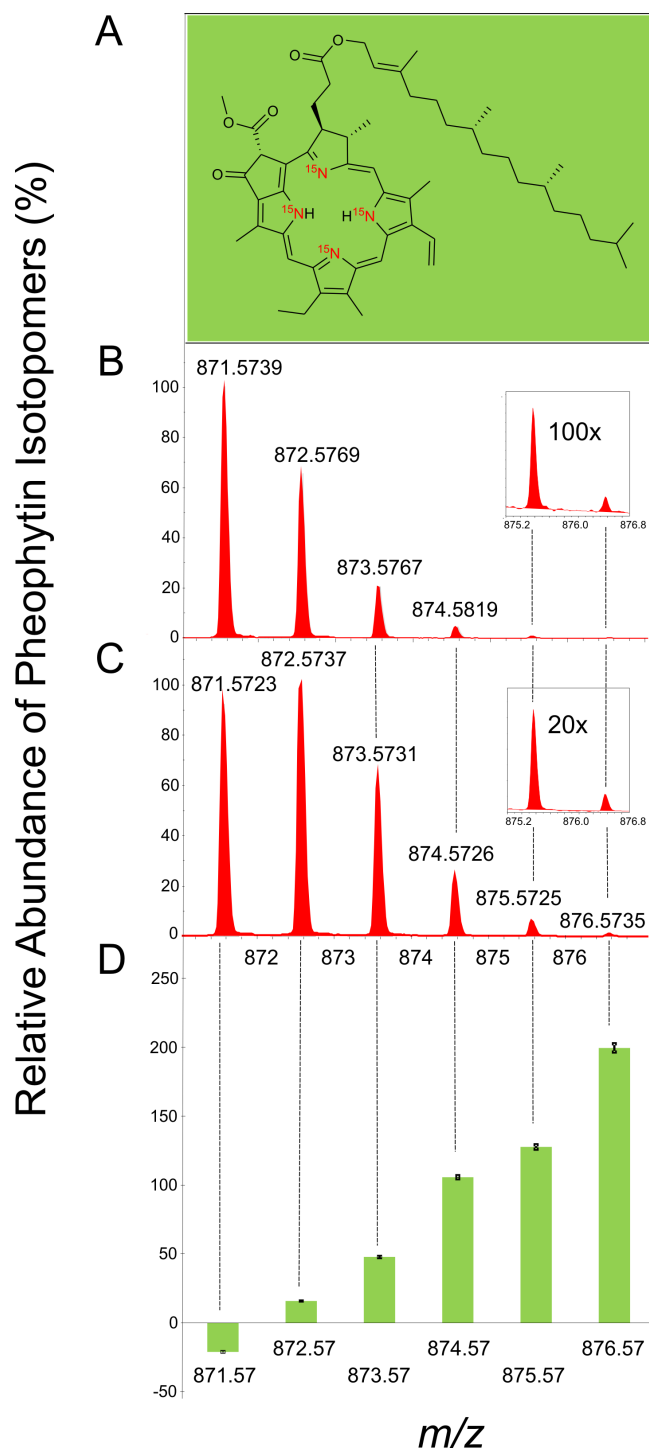 Relative Abundance of Pheophytin Isotopomers (%)
A
O
O
O
O
O
15N
15NH
H 15N
15N
B
871.5739
872.5769
873.5767
874.5819
100x
875.2 876.0 876.8
100
80
60
40
20
0
C
871.5723
872.5737
873.5731
874.5726
875.5725
876.5735
20x
875.2 876.0 876.8
100
80
60
40
20
0
872 873 874 875 876
D
250
200
150
100
50
0
-50
871.57
872.57
873.57
874.57
875.57
876.57
m/z